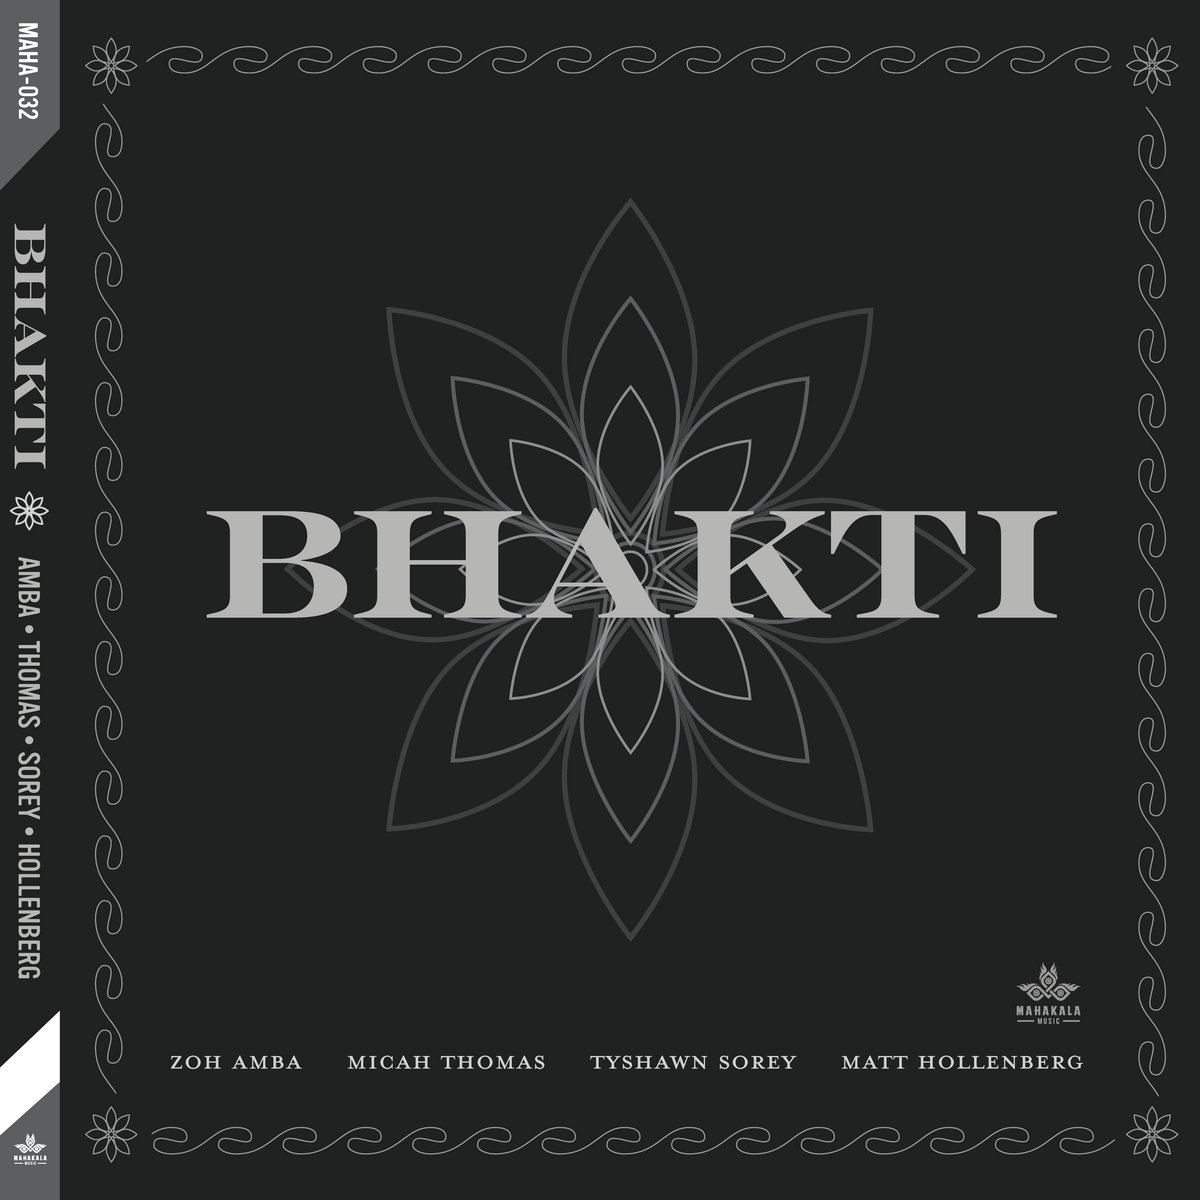 MAHA-032
BHAKTI
AMBA • THOMAS • SOREY • HOLLENBERG
MAHAKALA
MUSIC
BHAKTI
MAHAKALA
MUSIC
ZOH AMBA MICAH THOMAS TYSHAWN SOREY MATT HOLLENBERG